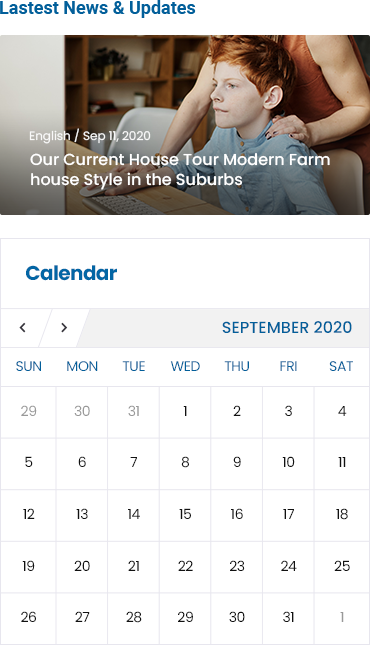 Lastest News & Updates
English / Sep 11, 2020
Our Current House Tour Modern Farm
house Style in the Suburbs
Calendar
SEPTEMBER 2020
SUN MON TUE WED THU FRI SAT
29 30 31 1 2 3 4
5 6 7 8 9 10 11
12 13 14 15 16 17 18
19 20 21 22 23 24 25
26 27 28 29 30 31 1